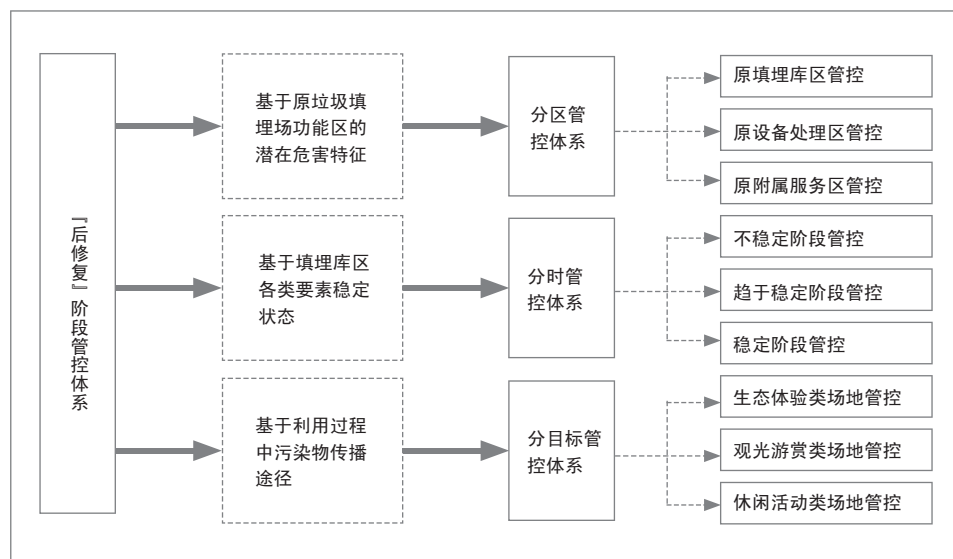 『后修复』阶段管控体系
基于原垃圾填
埋场功能区的
潜在危害特征
分区管
控体系
原填埋库区管控
原设备处理区管控
原附属服务区管控
基于填埋库区
各类要素稳定
状态
分时管
控体系
不稳定阶段管控
趋于稳定阶段管控
稳定阶段管控
基于利用过程
中污染物传播
途径
分目标管
控体系
生态体验类场地管控
观光游赏类场地管控
休闲活动类场地管控